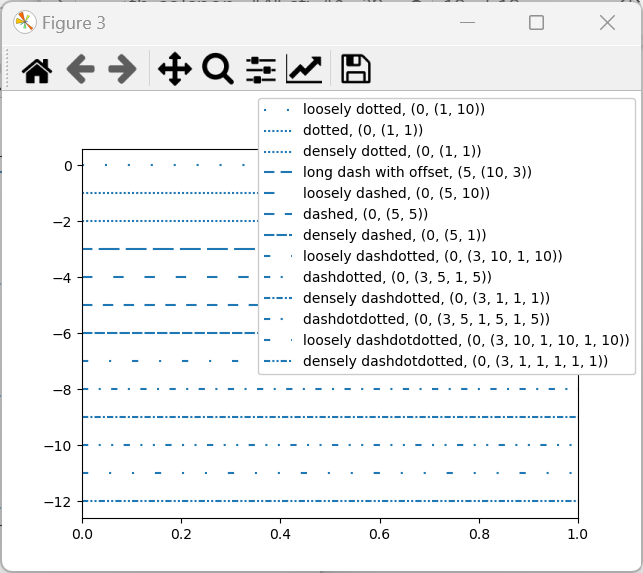 Figure 3
loosely dotted, (0, (1, 10))
dotted, (0, (1, 1))
densely dotted, (0, (1, 1))
long dash with offset, (5, (10, 3))
loosely dashed, (0, (5, 10))
dashed, (0, (5, 5))
densely dashed, (0, (5, 1))
loosely dashdotted, (0, (3, 10, 1, 10))
dashdotted, (0, (3, 5, 1, 5))
densely dashdotted, (0, (3, 1, 1, 1))
dashdotdotted, (0, (3, 5, 1, 5, 1, 5))
loosely dashdotdotted, (0, (3, 10, 1, 10, 1, 10))
densely dashdotdotted, (0, (3, 1, 1, 1, 1, 1))
0
−2
−4
−6
−8
−10
−12
0.0 0.2 0.4 0.6 0.8 1.0